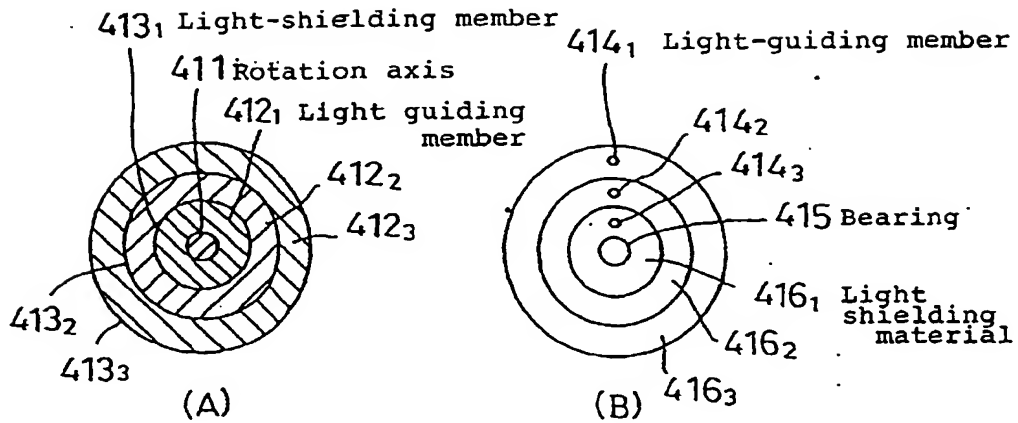 413₁ Light-shielding member
411 Rotation axis
412₁ Light guiding
member
412₂
412₃
413₂
413₃
(A)
414₁ Light-guiding member
414₂
414₃
415 Bearing
416₁ Light
shielding
material
416₂
416₃
(B)